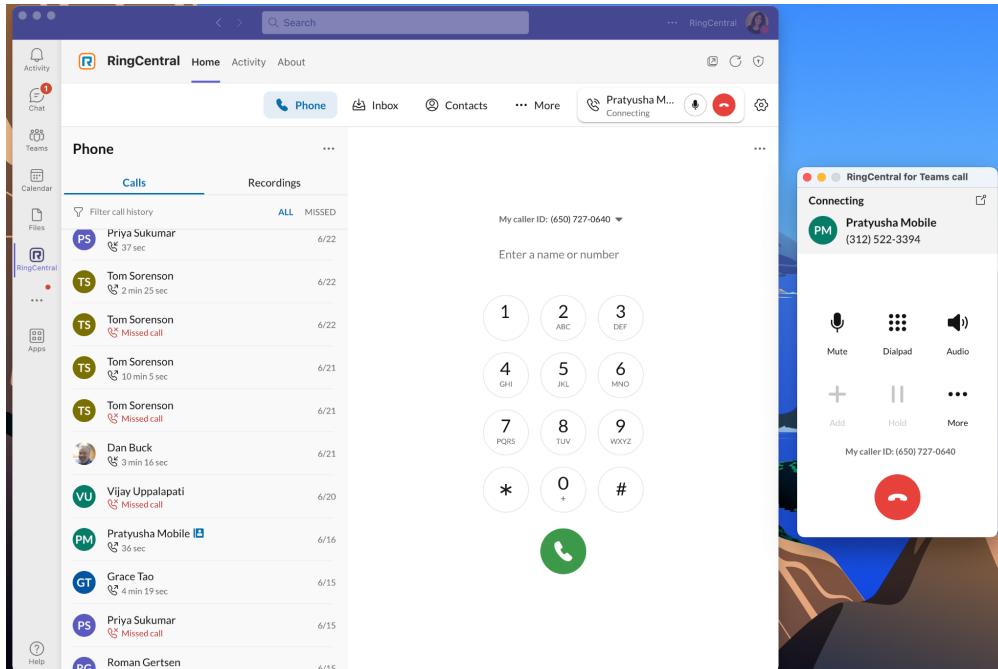 Search
RingCentral
Activity
1
Chat
Teams
Calendar
Files
RingCentral
Apps
Help
RingCentral Home Activity About
Phone Inbox Contacts More
Pratyusha M...
Connecting
Phone
Calls Recordings
Filter call history ALL MISSED
PS Priya Sukumar 6/22
37 sec
TS Tom Sorenson 6/22
2 min 25 sec
TS Tom Sorenson 6/22
Missed call
TS Tom Sorenson 6/21
10 min 5 sec
TS Tom Sorenson 6/21
Missed call
Dan Buck 6/21
3 min 16 sec
VU Vijay Uppalapati 6/20
Missed call
PM Pratyusha Mobile 6/16
36 sec
GT Grace Tao 6/15
4 min 19 sec
PS Priya Sukumar 6/15
Missed call
RG Roman Gertsen 6/15
My caller ID: (650) 727-0640
Enter a name or number
1 2 3
ABC DEF
4 5 6
GHI JKL MNO
7 8 9
PQRS TUV WXYZ
* 0 #
+
RingCentral for Teams call
Connecting
PM Pratyusha Mobile
(312) 522-3394
Mute Dialpad Audio
Add Hold More
My caller ID: (650) 727-0640